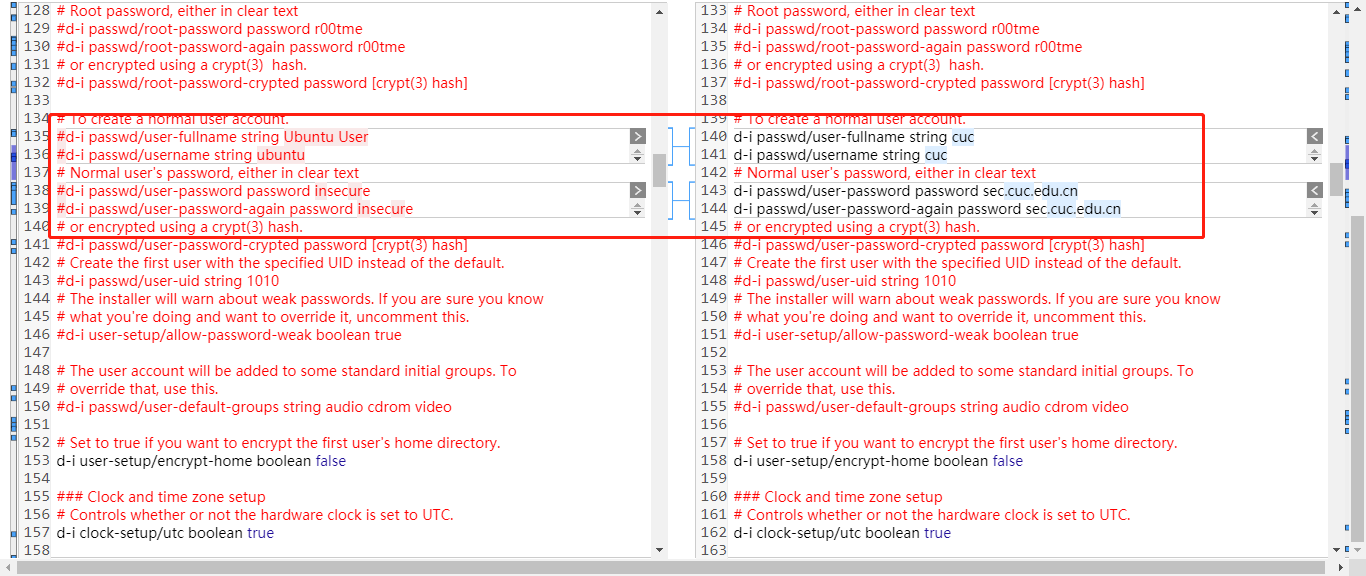 128 # Root password, either in clear text
129 #d-i passwd/root-password password r00tme
130 #d-i passwd/root-password-again password r00tme
131 # or encrypted using a crypt(3)  hash.
132 #d-i passwd/root-password-crypted password [crypt(3) hash]
133
134 # To create a normal user account.
135 #d-i passwd/user-fullname string Ubuntu User
136 #d-i passwd/username string ubuntu
137 # Normal user's password, either in clear text
138 #d-i passwd/user-password password insecure
139 #d-i passwd/user-password-again password insecure
140 # or encrypted using a crypt(3) hash.
141 #d-i passwd/user-password-crypted password [crypt(3) hash]
142 # Create the first user with the specified UID instead of the default.
143 #d-i passwd/user-uid string 1010
144 # The installer will warn about weak passwords. If you are sure you know
145 # what you're doing and want to override it, uncomment this.
146 #d-i user-setup/allow-password-weak boolean true
147
148 # The user account will be added to some standard initial groups. To
149 # override that, use this.
150 #d-i passwd/user-default-groups string audio cdrom video
151
152 # Set to true if you want to encrypt the first user's home directory.
153 d-i user-setup/encrypt-home boolean false
154
155 ### Clock and time zone setup
156 # Controls whether or not the hardware clock is set to UTC.
157 d-i clock-setup/utc boolean true
158
133 # Root password, either in clear text
134 #d-i passwd/root-password password r00tme
135 #d-i passwd/root-password-again password r00tme
136 # or encrypted using a crypt(3)  hash.
137 #d-i passwd/root-password-crypted password [crypt(3) hash]
138
139 # To create a normal user account.
140 d-i passwd/user-fullname string cuc
141 d-i passwd/username string cuc
142 # Normal user's password, either in clear text
143 d-i passwd/user-password password sec.cuc.edu.cn
144 d-i passwd/user-password-again password sec.cuc.edu.cn
145 # or encrypted using a crypt(3) hash.
146 #d-i passwd/user-password-crypted password [crypt(3) hash]
147 # Create the first user with the specified UID instead of the default.
148 #d-i passwd/user-uid string 1010
149 # The installer will warn about weak passwords. If you are sure you know
150 # what you're doing and want to override it, uncomment this.
151 #d-i user-setup/allow-password-weak boolean true
152
153 # The user account will be added to some standard initial groups. To
154 # override that, use this.
155 #d-i passwd/user-default-groups string audio cdrom video
156
157 # Set to true if you want to encrypt the first user's home directory.
158 d-i user-setup/encrypt-home boolean false
159
160 ### Clock and time zone setup
161 # Controls whether or not the hardware clock is set to UTC.
162 d-i clock-setup/utc boolean true
163